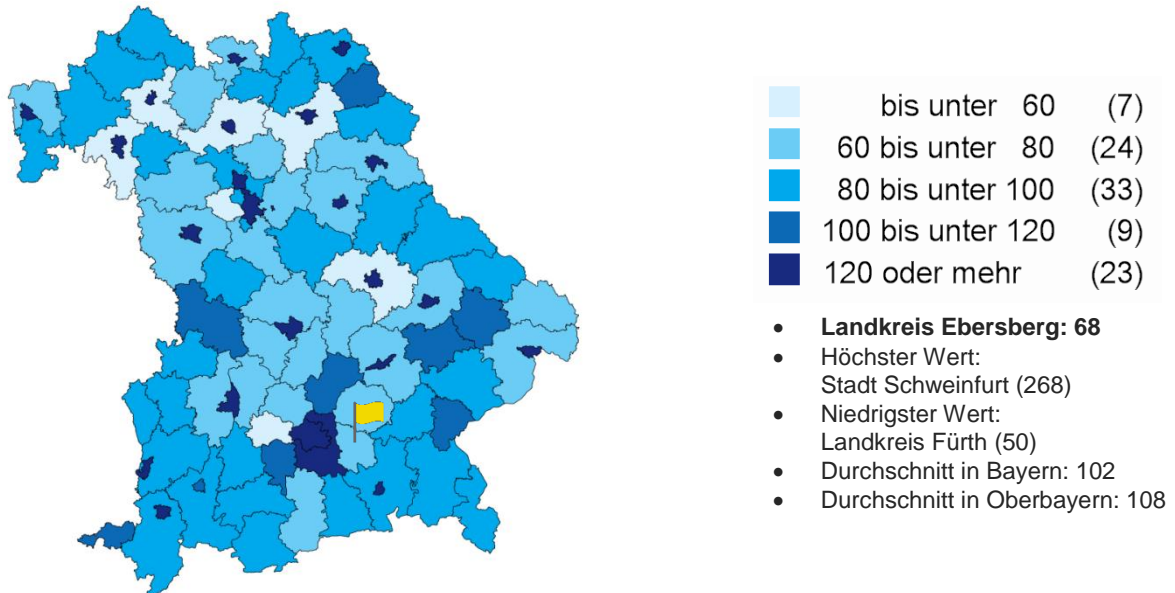 bis unter 60 (7)
60 bis unter 80 (24)
80 bis unter 100 (33)
100 bis unter 120 (9)
120 oder mehr (23)
• Landkreis Ebersberg: 68
• Höchster Wert:
Stadt Schweinfurt (268)
• Niedrigster Wert:
Landkreis Fürth (50)
• Durchschnitt in Bayern: 102
• Durchschnitt in Oberbayern: 108